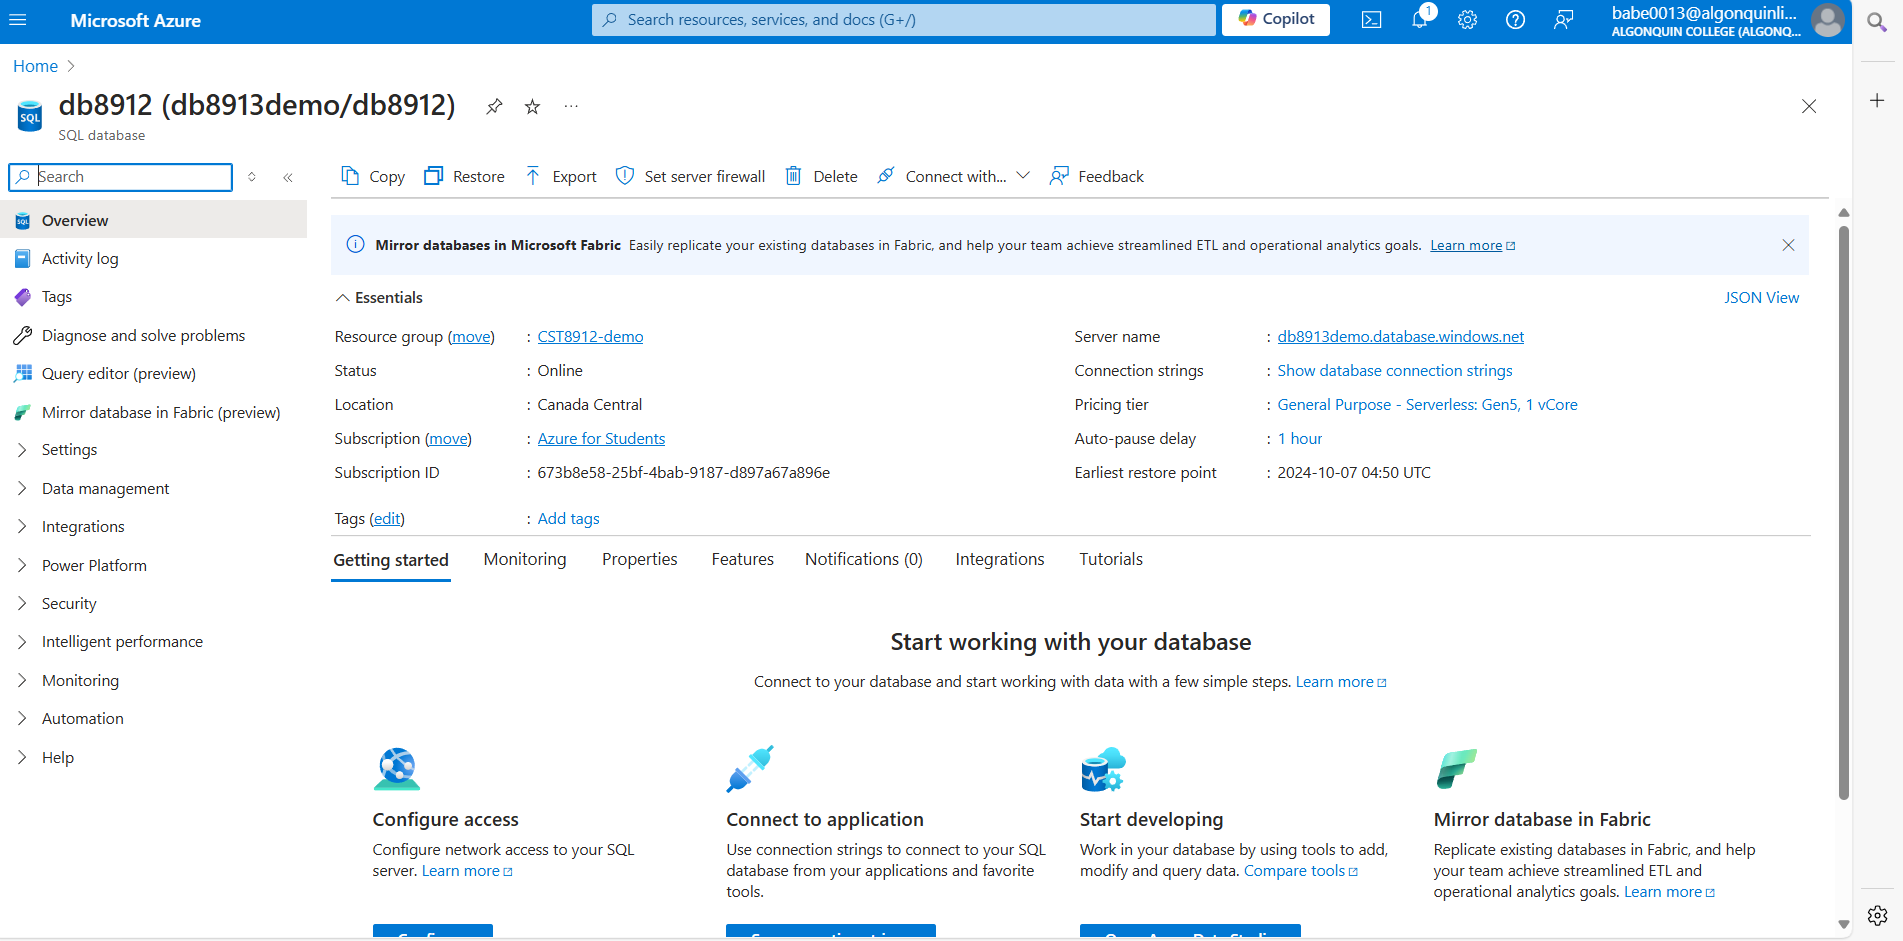 Microsoft Azure
Search resources, services, and docs (G+/)
Copilot
1
babe0013@algonquinli...
ALGONQUIN COLLEGE (ALGONQ...
Home
db8912 (db8913demo/db8912)
SQL
SQL database
Search
Copy
Restore
Export
Set server firewall
Delete
Connect with...
Feedback
Overview
Activity log
Tags
Diagnose and solve problems
Query editor (preview)
Mirror database in Fabric (preview)
Settings
Data management
Integrations
Power Platform
Security
Intelligent performance
Monitoring
Automation
Help
Mirror databases in Microsoft Fabric Easily replicate your existing databases in Fabric, and help your team achieve streamlined ETL and operational analytics goals. Learn more
Essentials
JSON View
Resource group (move) : CST8912-demo
Status : Online
Location : Canada Central
Subscription (move) : Azure for Students
Subscription ID : 673b8e58-25bf-4bab-9187-d897a67a896e
Tags (edit) : Add tags
Server name : db8913demo.database.windows.net
Connection strings : Show database connection strings
Pricing tier : General Purpose - Serverless: Gen5, 1 vCore
Auto-pause delay : 1 hour
Earliest restore point : 2024-10-07 04:50 UTC
Getting started
Monitoring
Properties
Features
Notifications (0)
Integrations
Tutorials
Start working with your database
Connect to your database and start working with data with a few simple steps. Learn more
Configure access
Configure network access to your SQL
server. Learn more
Connect to application
Use connection strings to connect to your SQL
database from your applications and favorite
tools.
Start developing
Work in your database by using tools to add,
modify and query data. Compare tools
Mirror database in Fabric
Replicate existing databases in Fabric, and help
your team achieve streamlined ETL and
operational analytics goals. Learn more